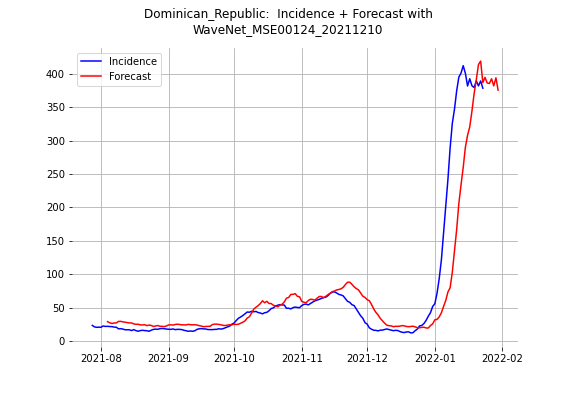 Dominican_Republic:  Incidence + Forecast with
WaveNet_MSE00124_20211210
Incidence
Forecast
400
350
300
250
200
150
100
50
0
2021-08 2021-09 2021-10 2021-11 2021-12 2022-01 2022-02